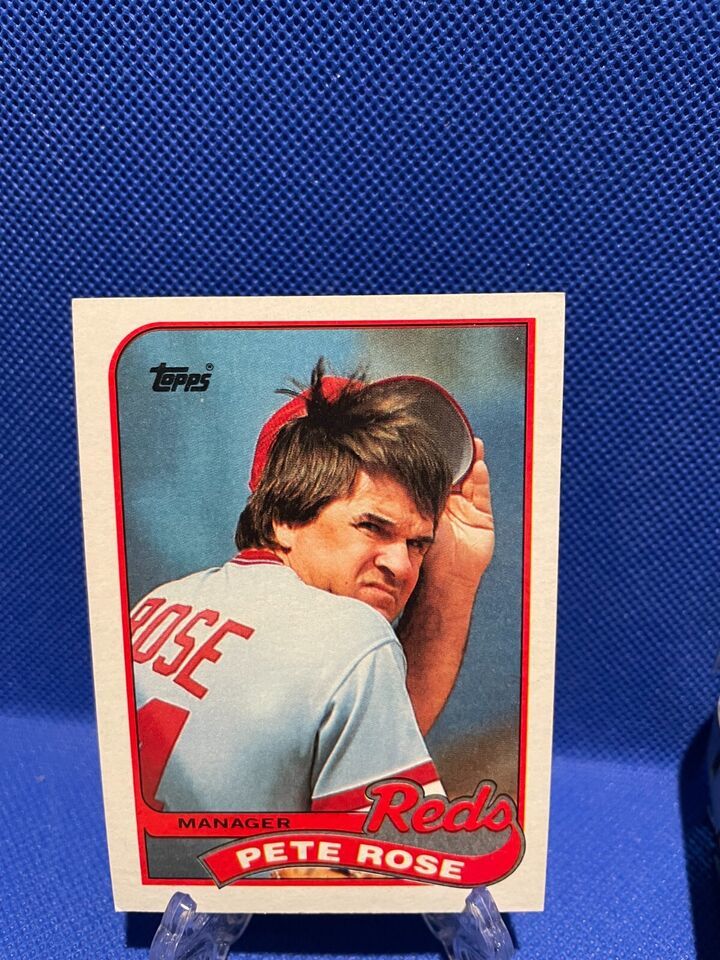 topps®
ROSE
MANAGER
Reds
PETE ROSE